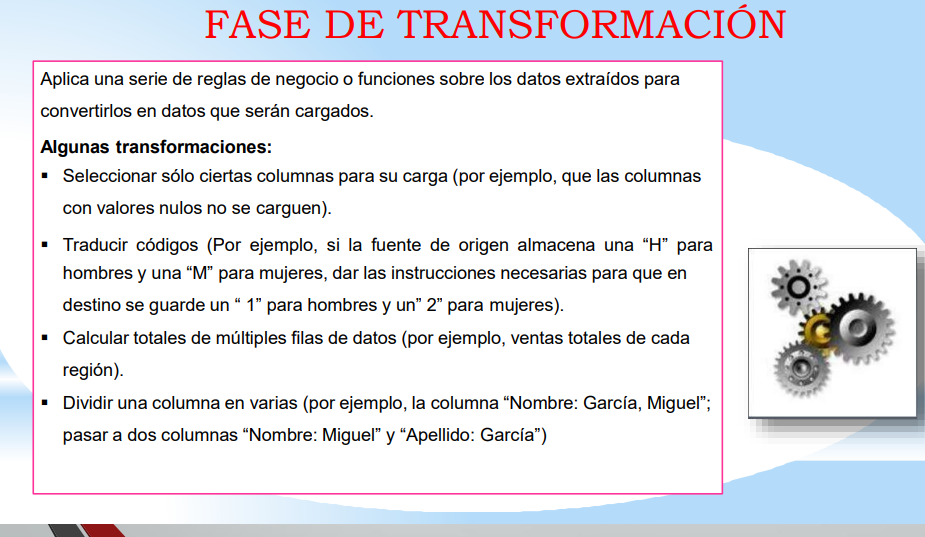 FASE DE TRANSFORMACIÓN
Aplica una serie de reglas de negocio o funciones sobre los datos extraídos para
convertirlos en datos que serán cargados.
Algunas transformaciones:
▪ Seleccionar sólo ciertas columnas para su carga (por ejemplo, que las columnas
con valores nulos no se carguen).
▪ Traducir códigos (Por ejemplo, si la fuente de origen almacena una “H” para
hombres y una “M” para mujeres, dar las instrucciones necesarias para que en
destino se guarde un “ 1” para hombres y un” 2” para mujeres).
▪ Calcular totales de múltiples filas de datos (por ejemplo, ventas totales de cada
región).
▪ Dividir una columna en varias (por ejemplo, la columna “Nombre: García, Miguel”;
pasar a dos columnas “Nombre: Miguel” y “Apellido: García”)